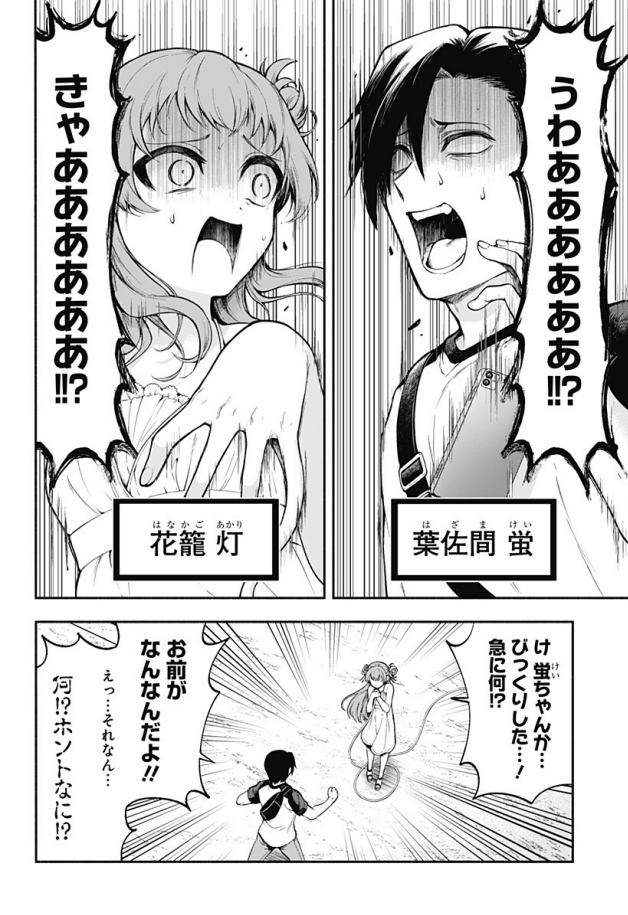 うわあああああああ!!?
葉佐間 蛍
はざま けい
きゃああああああ!!?
花籠 灯
はなかご あかり
け 蛍ちゃんか…
けい
びっくりした…!
急に何!?
お前が
なんなんだよ!!
えっ…それなん…
何!?ホントなに!?